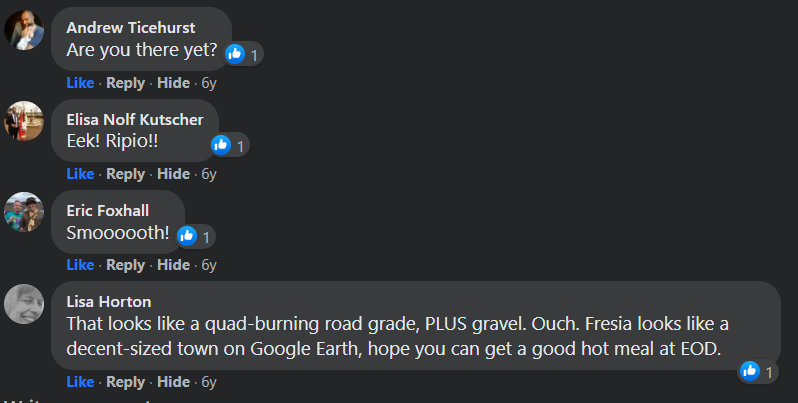 Andrew Ticehurst
Are you there yet?
1
Like · Reply · Hide · 6y
Elisa Nolf Kutscher
Eek! Ripio!!
1
Like · Reply · Hide · 6y
Eric Foxhall
Smoooooth!
1
Like · Reply · Hide · 6y
Lisa Horton
That looks like a quad-burning road grade, PLUS gravel. Ouch. Fresia looks like a
decent-sized town on Google Earth, hope you can get a good hot meal at EOD.
1
Like · Reply · Hide · 6y